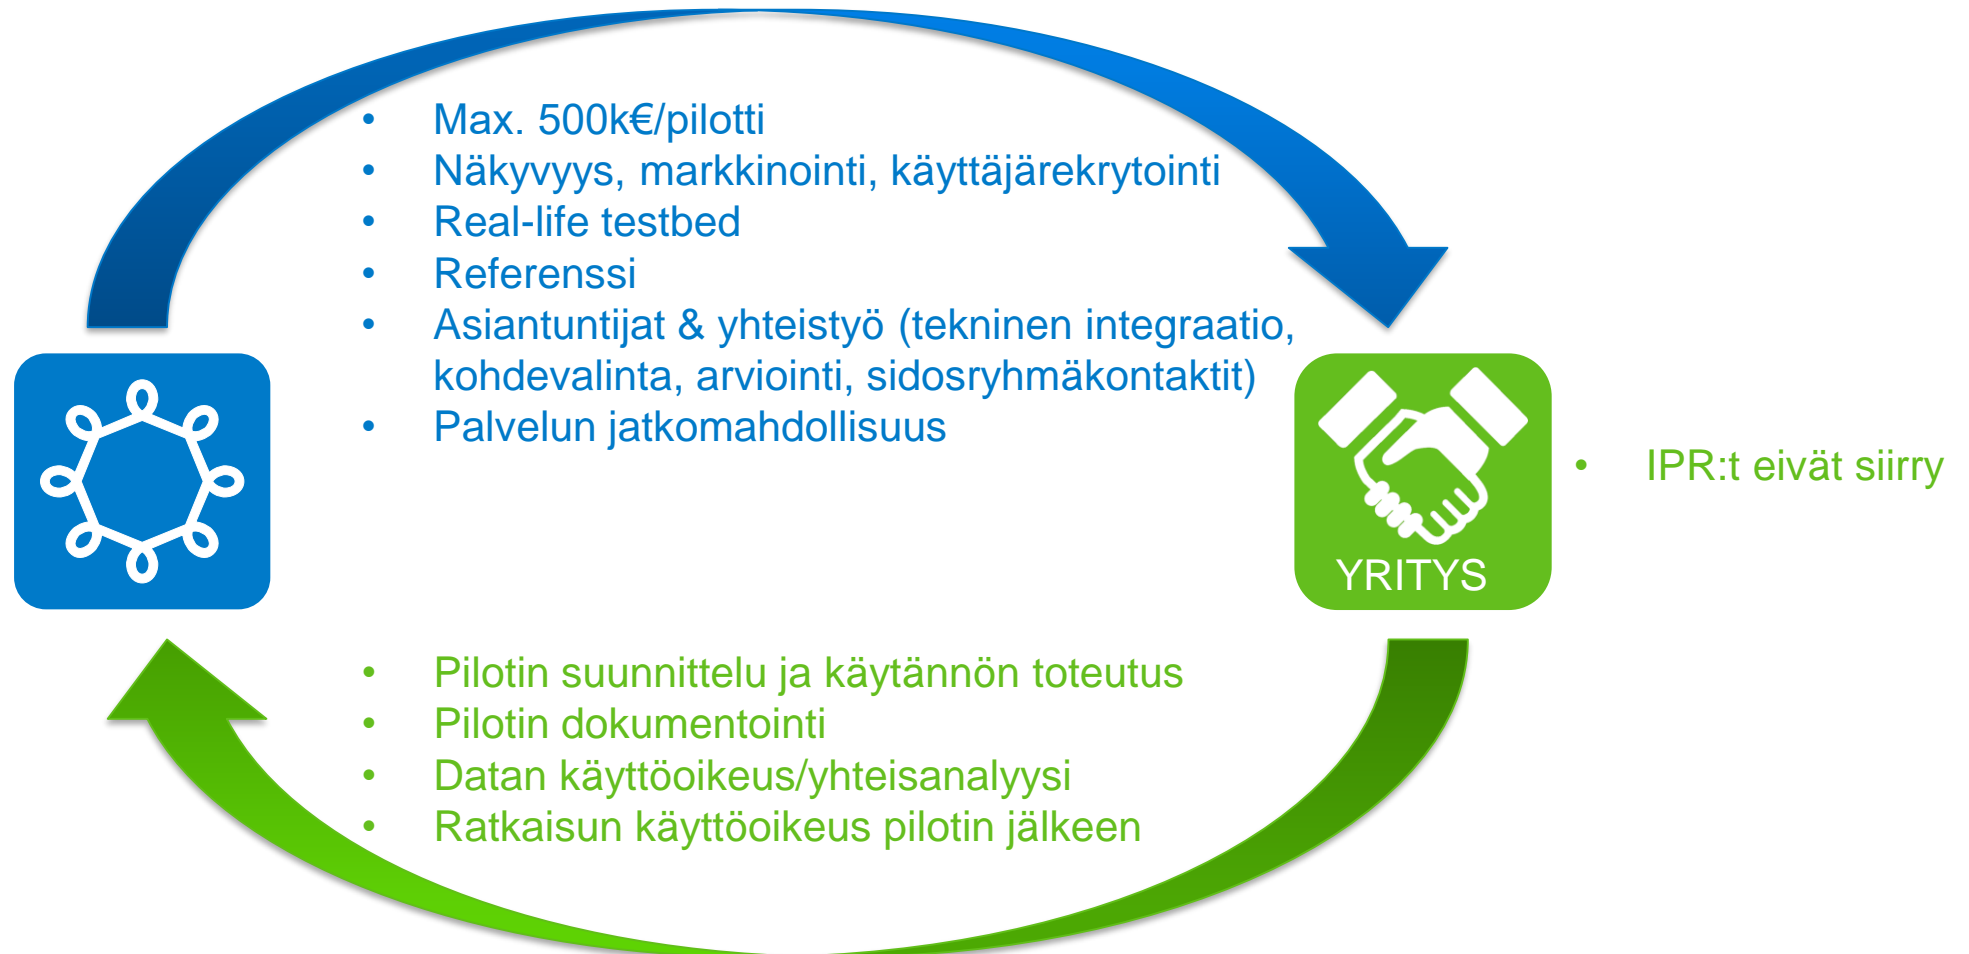 • Max. 500k€/pilotti
• Näkyvyys, markkinointi, käyttäjärekrytointi
• Real-life testbed
• Referenssi
• Asiantuntijat & yhteistyö (tekninen integraatio,
kohdevalinta, arviointi, sidosryhmäkontaktit)
• Palvelun jatkomahdollisuus
• IPR:t eivät siirry
YRITYS
• Pilotin suunnittelu ja käytännön toteutus
• Pilotin dokumentointi
• Datan käyttöoikeus/yhteisanalyysi
• Ratkaisun käyttöoikeus pilotin jälkeen